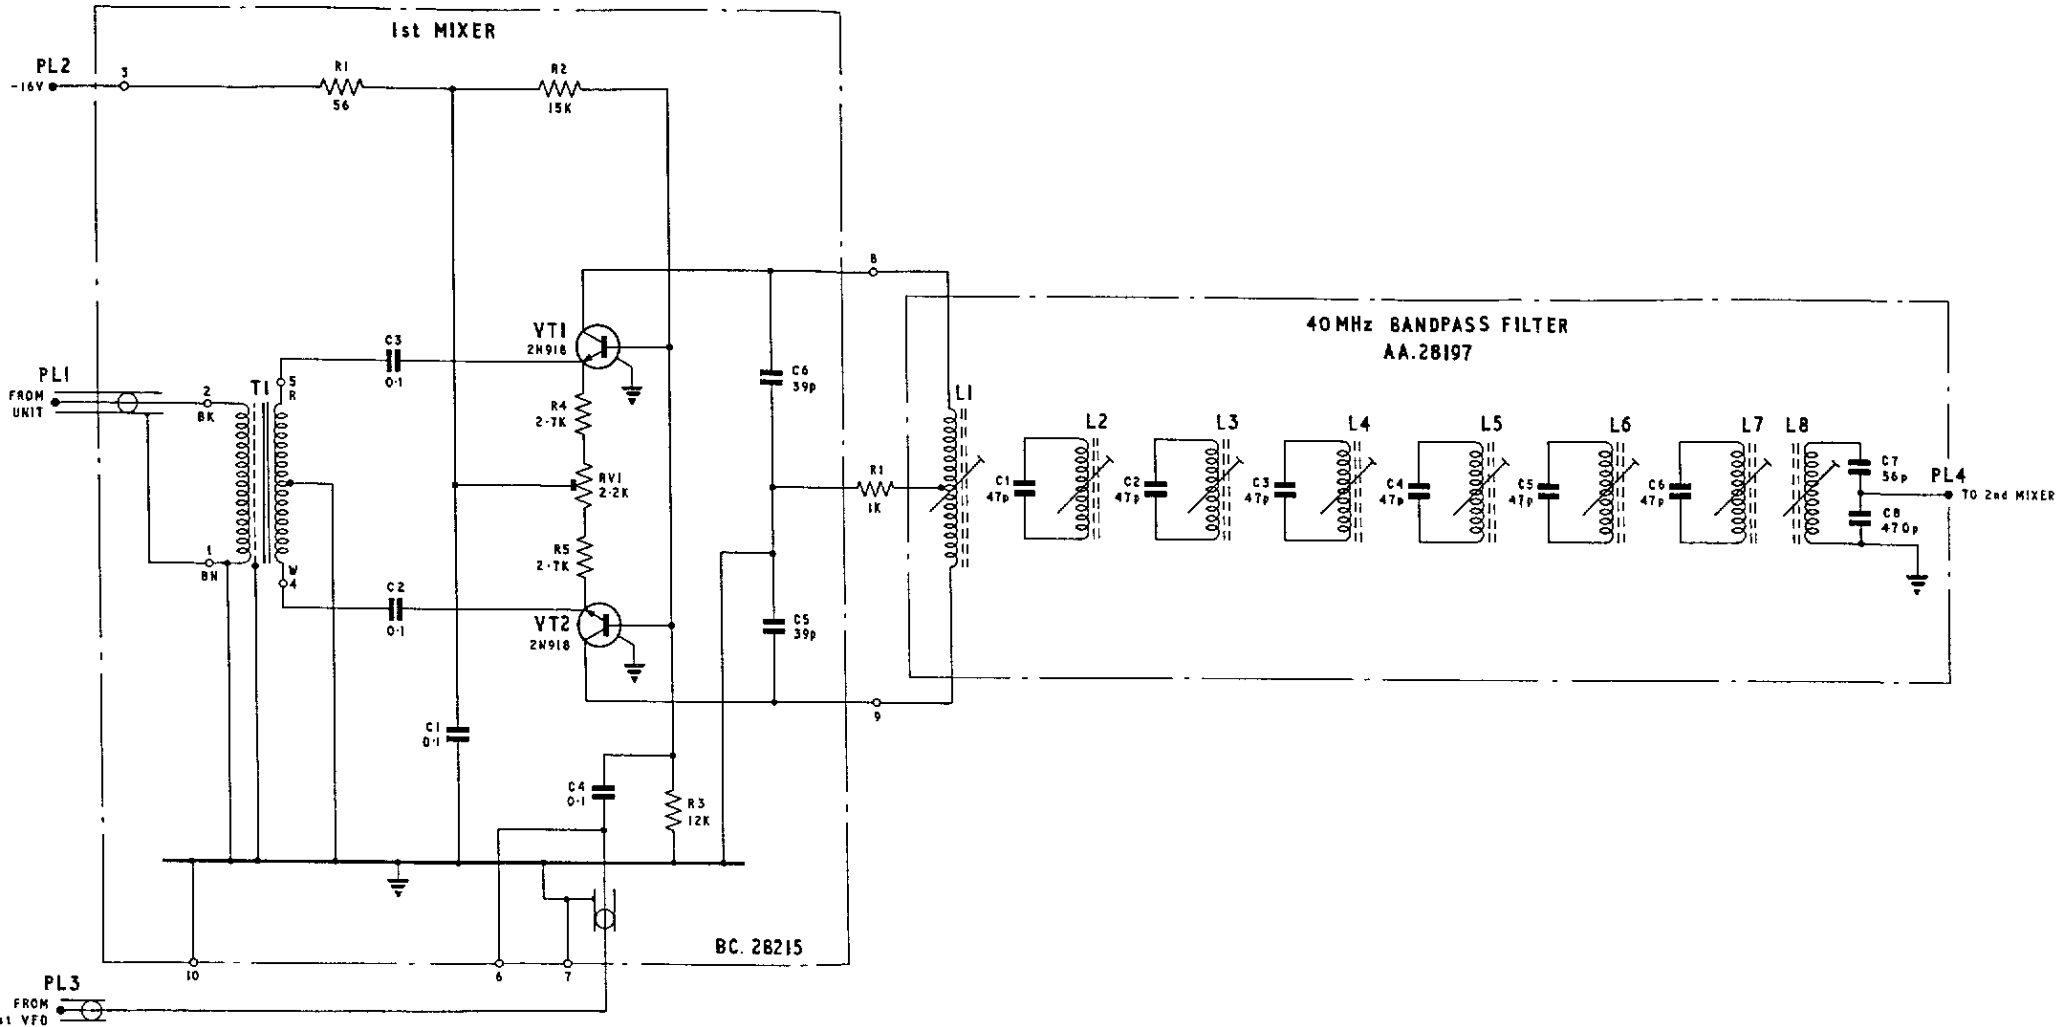 1st MIXER
PL2
-16V
3
R1
56
R2
15K
8
VT1
2N918
C3
0·1
PL1
FROM
UNIT
2
BK
T1
5
R
R4
2·7K
RV1
2·2K
R5
2·7K
1
BN
W
4
C2
0·1
VT2
2N918
C6
39p
C5
39p
9
C1
0·1
C4
0·1
R3
12K
BC. 28215
10
6
7
PL3
FROM
1st VFO
40MHz BANDPASS FILTER
AA.28197
R1
1K
L1
L2
L3
L4
L5
L6
L7
L8
C1
47p
C2
47p
C3
47p
C4
47p
C5
47p
C6
47p
C7
56p
C8
470p
PL4
TO 2nd MIXER